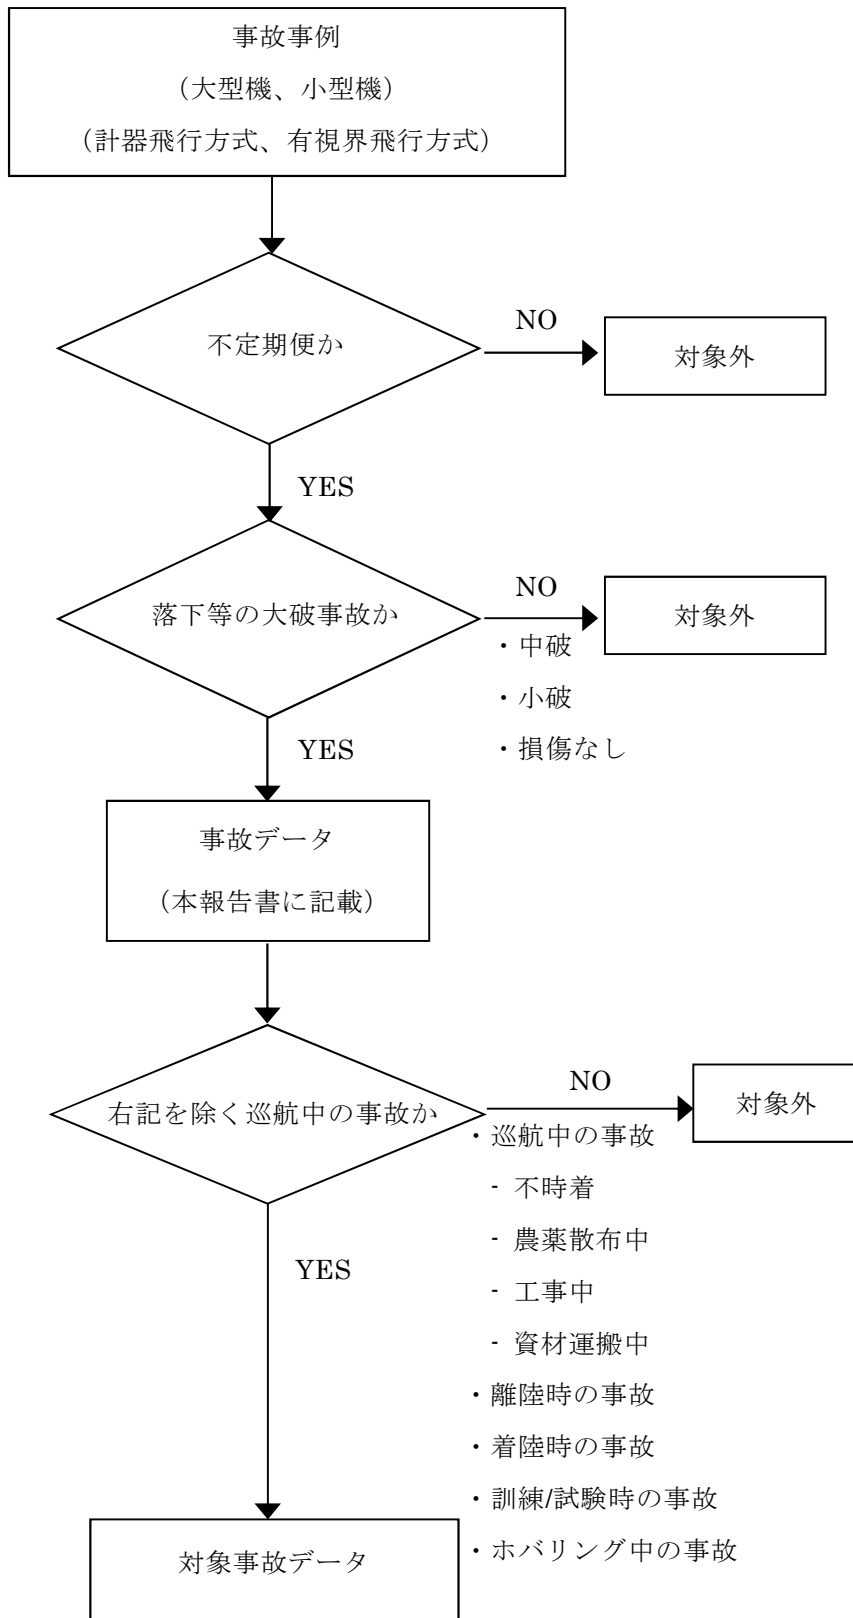 事故事例
（大型機、小型機）
（計器飛行方式、有視界飛行方式）
不定期便か
NO
対象外
YES
落下等の大破事故か
NO
対象外
・中破
・小破
・損傷なし
YES
事故データ
（本報告書に記載）
右記を除く巡航中の事故か
NO
対象外
・巡航中の事故
- 不時着
- 農薬散布中
- 工事中
- 資材運搬中
・離陸時の事故
・着陸時の事故
・訓練/試験時の事故
・ホバリング中の事故
YES
対象事故データ